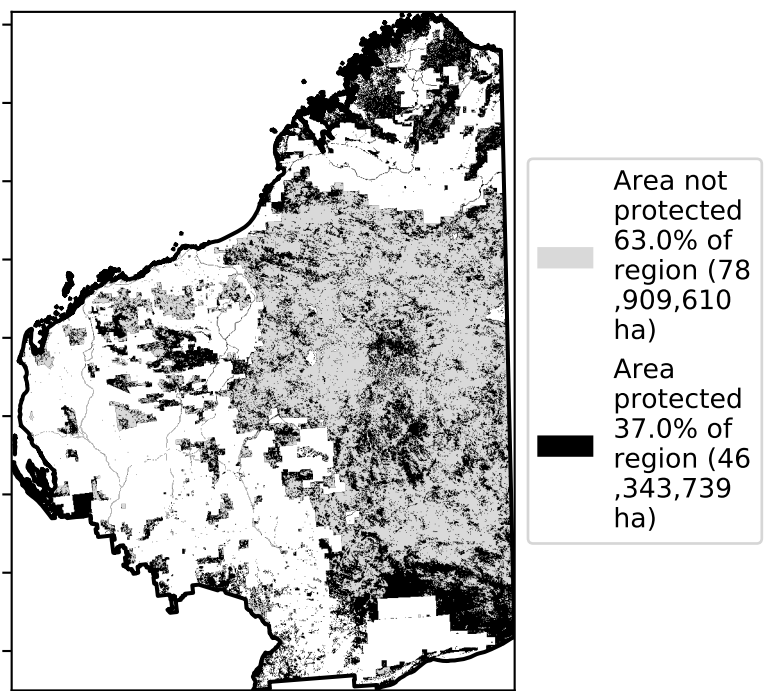 Area not
protected
63.0% of
region (78
,909,610
ha)
Area
protected
37.0% of
region (46
,343,739
ha)